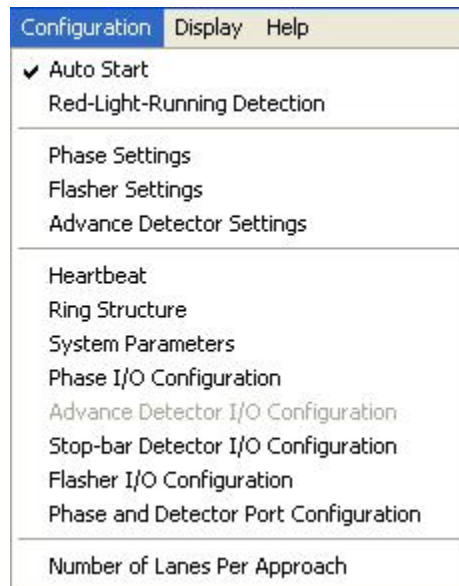 Configuration Display Help
Auto Start
Red-Light-Running Detection
Phase Settings
Flasher Settings
Advance Detector Settings
Heartbeat
Ring Structure
System Parameters
Phase I/O Configuration
Advance Detector I/O Configuration
Stop-bar Detector I/O Configuration
Flasher I/O Configuration
Phase and Detector Port Configuration
Number of Lanes Per Approach